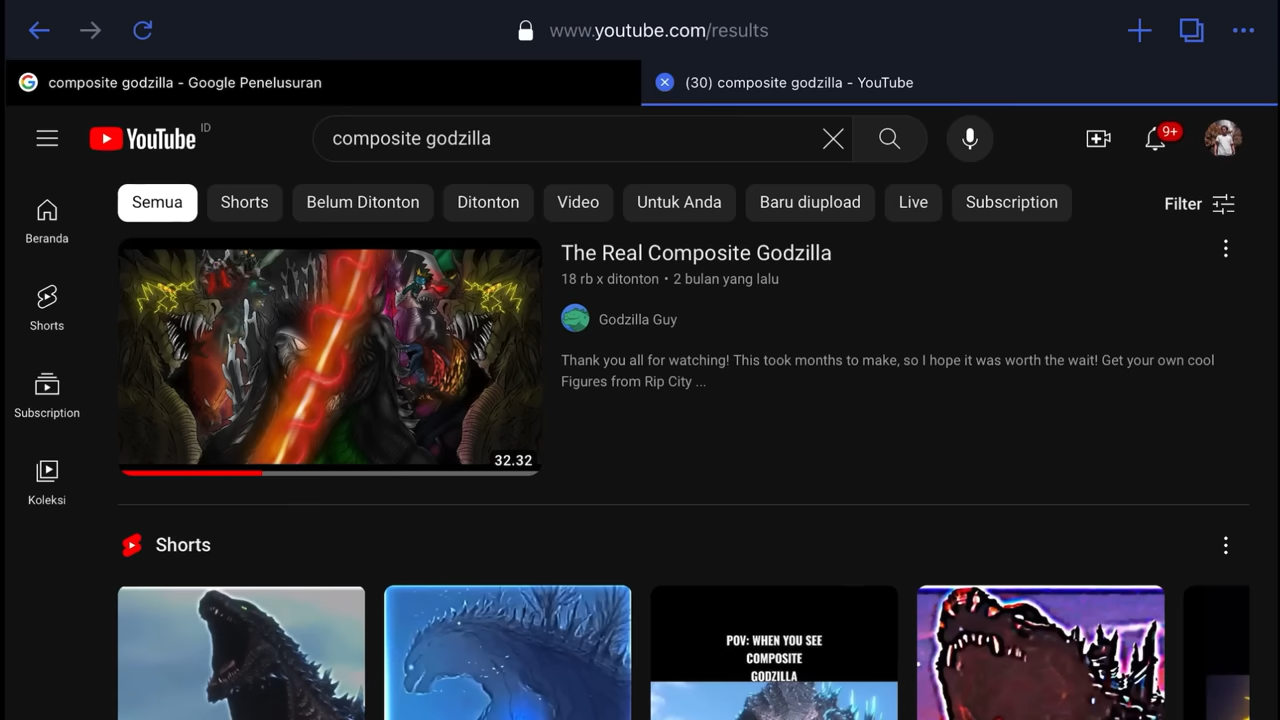 www.youtube.com/results
composite godzilla - Google Penelusuran
(30) composite godzilla - YouTube
YouTube ID
composite godzilla
9+
Semua
Shorts
Belum Ditonton
Ditonton
Video
Untuk Anda
Baru diupload
Live
Subscription
Filter
Beranda
Shorts
Subscription
Koleksi
32.32
The Real Composite Godzilla
18 rb x ditonton • 2 bulan yang lalu
Godzilla Guy
Thank you all for watching! This took months to make, so I hope it was worth the wait! Get your own cool
Figures from Rip City ...
Shorts
POV: WHEN YOU SEE
COMPOSITE
GODZILLA